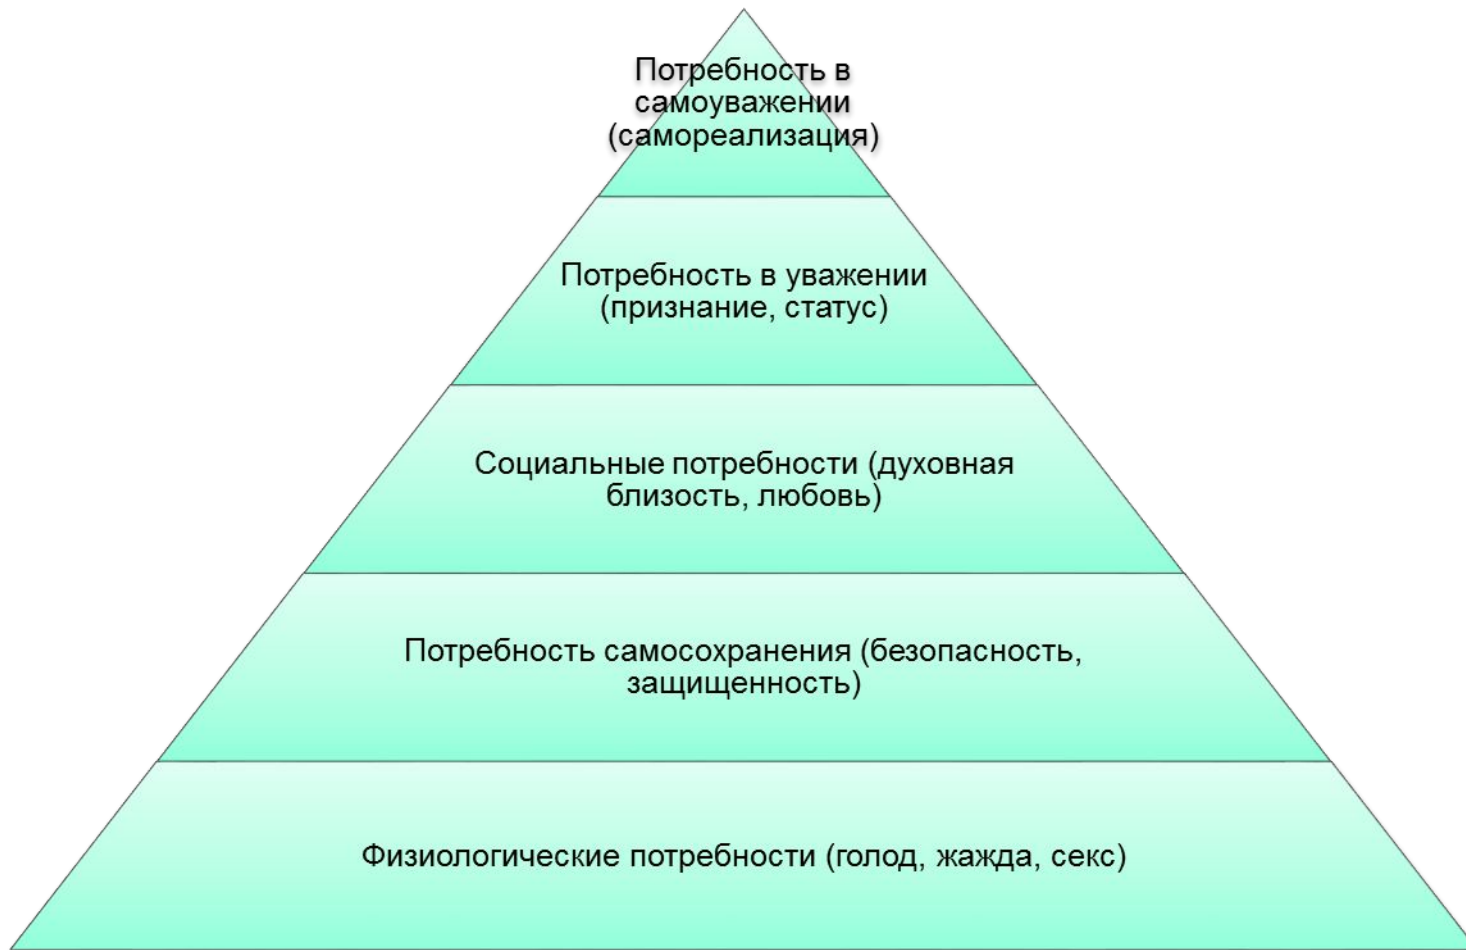 Потребность в
самоуважении
(самореализация)
Потребность в уважении
(признание, статус)
Социальные потребности (духовная
близость, любовь)
Потребность самосохранения (безопасность,
защищенность)
Физиологические потребности (голод, жажда, секс)